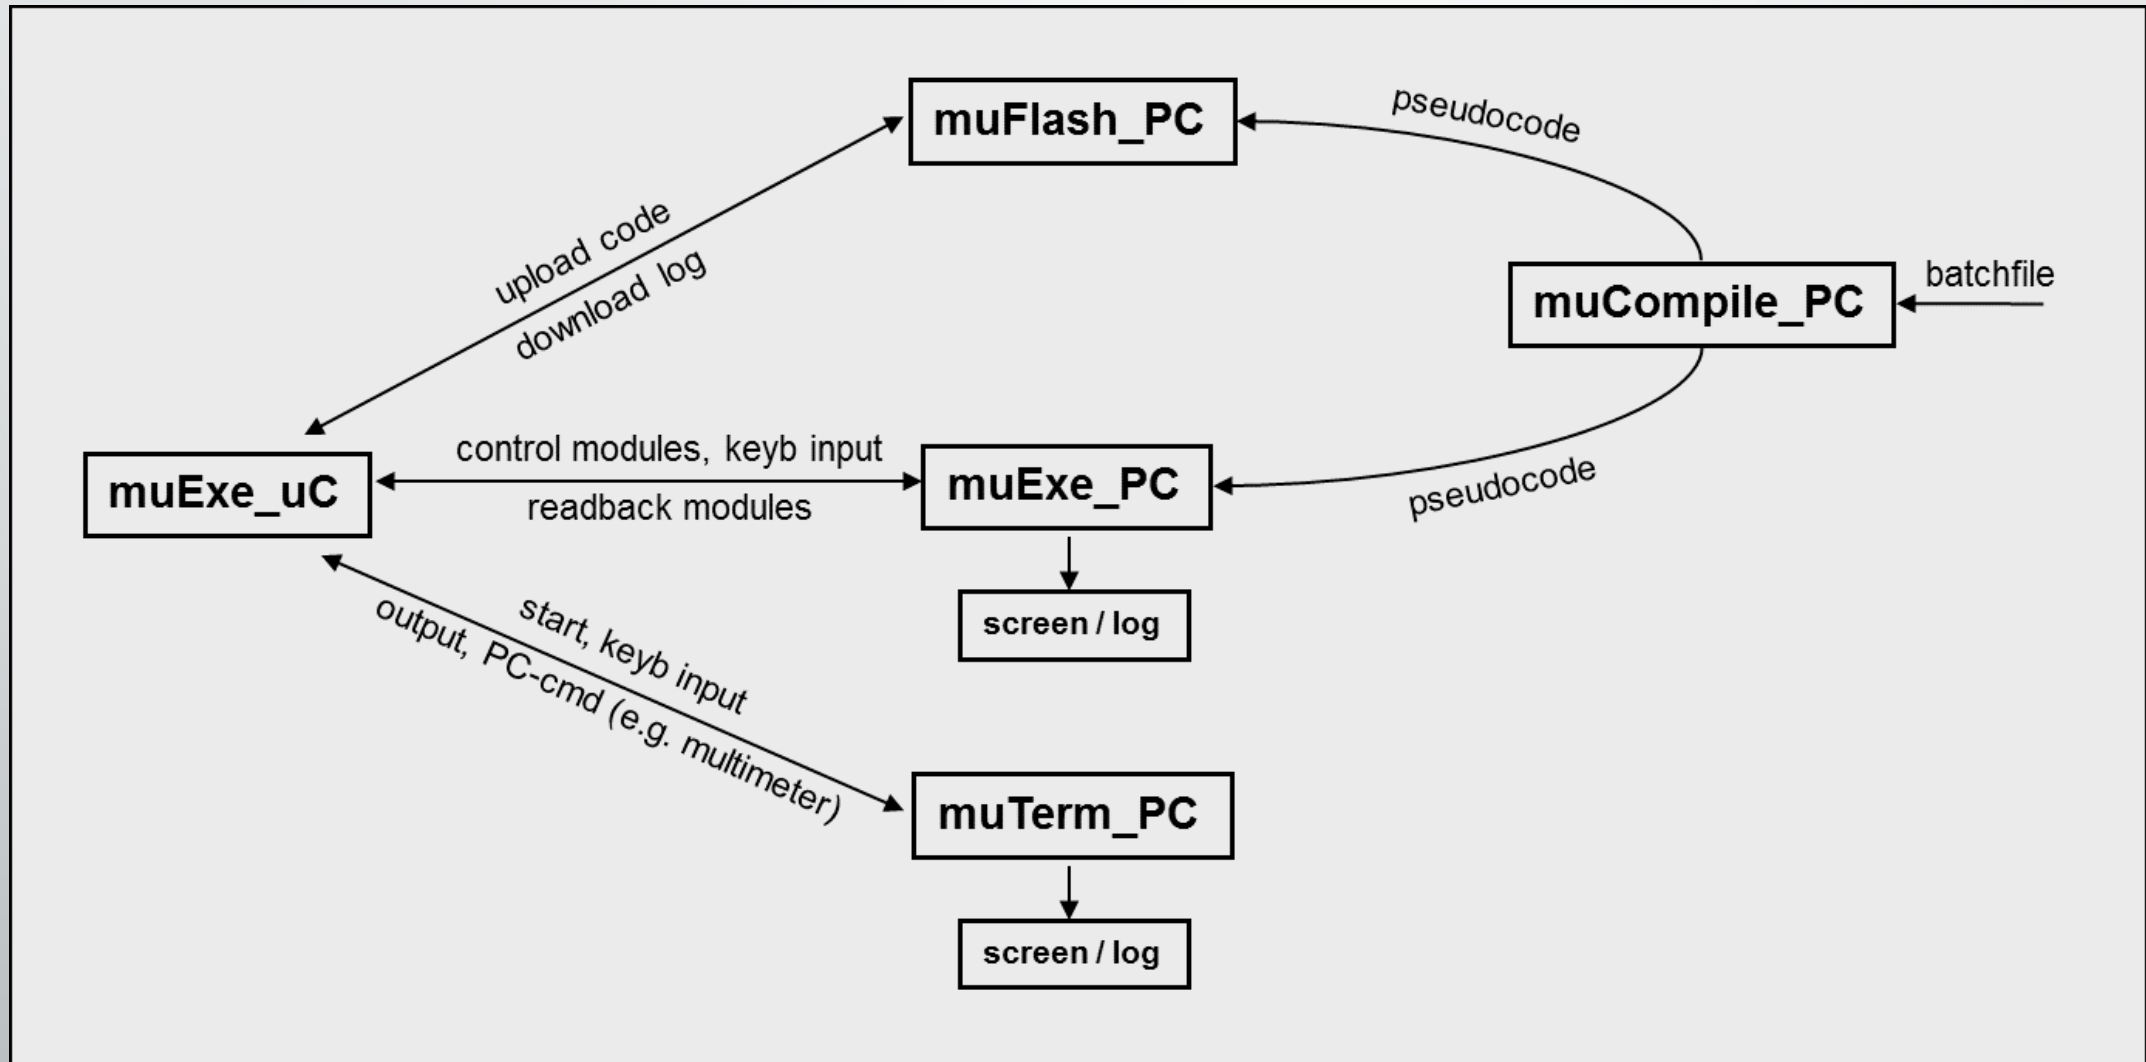 muFlash_PC
pseudocode
upload code
download log
muCompile_PC
batchfile
muExe_uC
control modules, keyb input
readback modules
muExe_PC
pseudocode
screen / log
start, keyb input
output, PC-cmd (e.g. multimeter)
muTerm_PC
screen / log